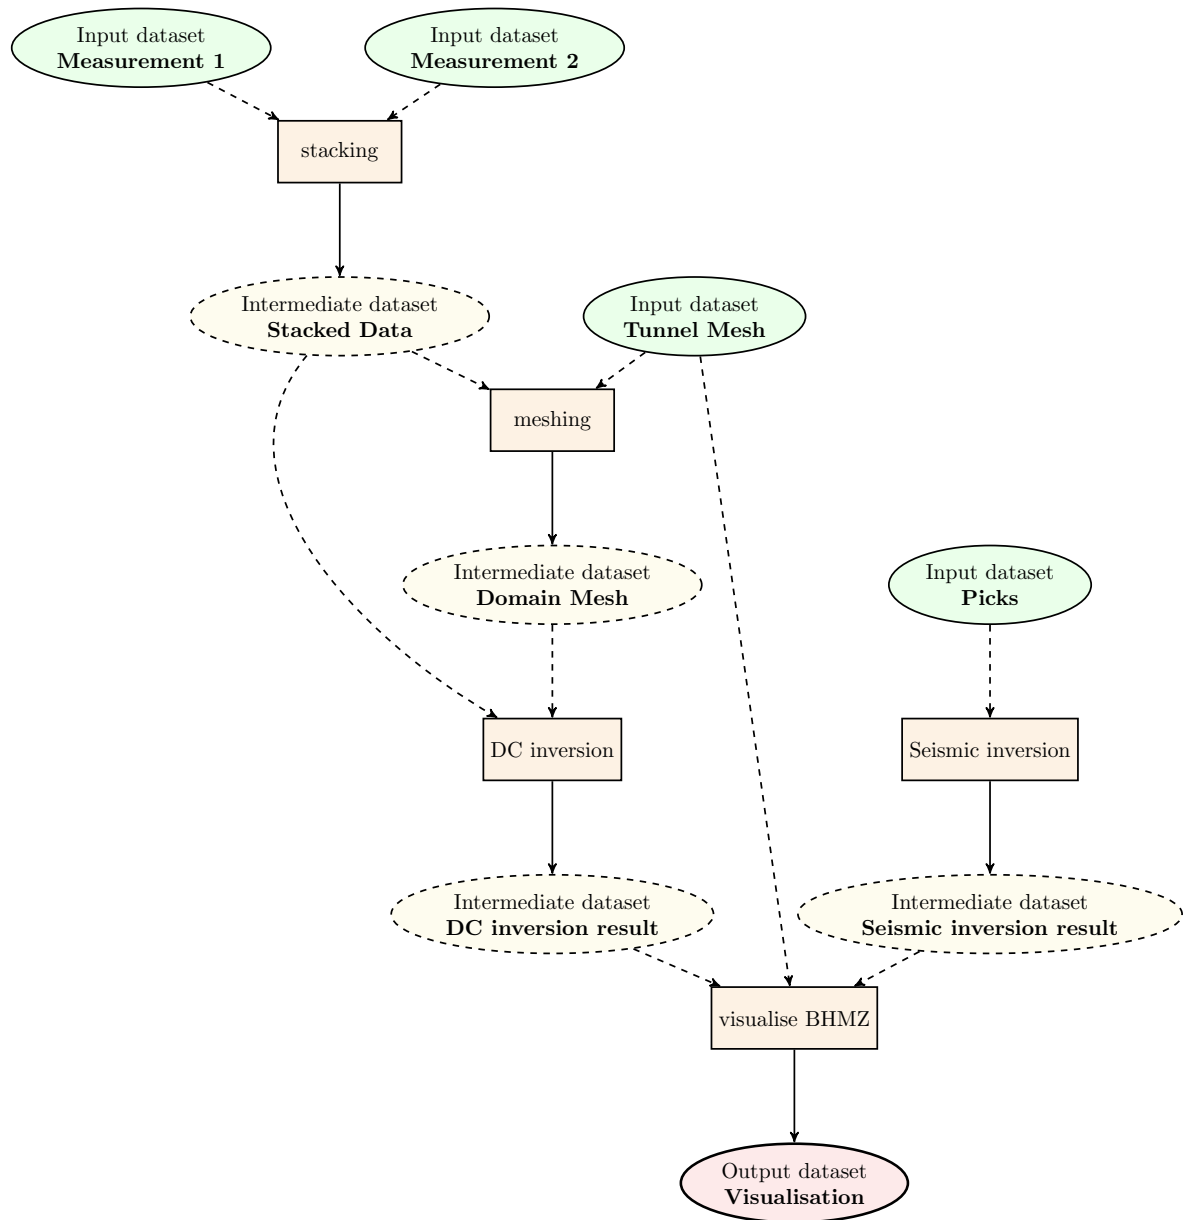 Input dataset
Measurement 1
Input dataset
Measurement 2
stacking
Intermediate dataset
Stacked Data
Input dataset
Tunnel Mesh
meshing
Intermediate dataset
Domain Mesh
Input dataset
Picks
DC inversion
Seismic inversion
Intermediate dataset
DC inversion result
Intermediate dataset
Seismic inversion result
visualise BHMZ
Output dataset
Visualisation